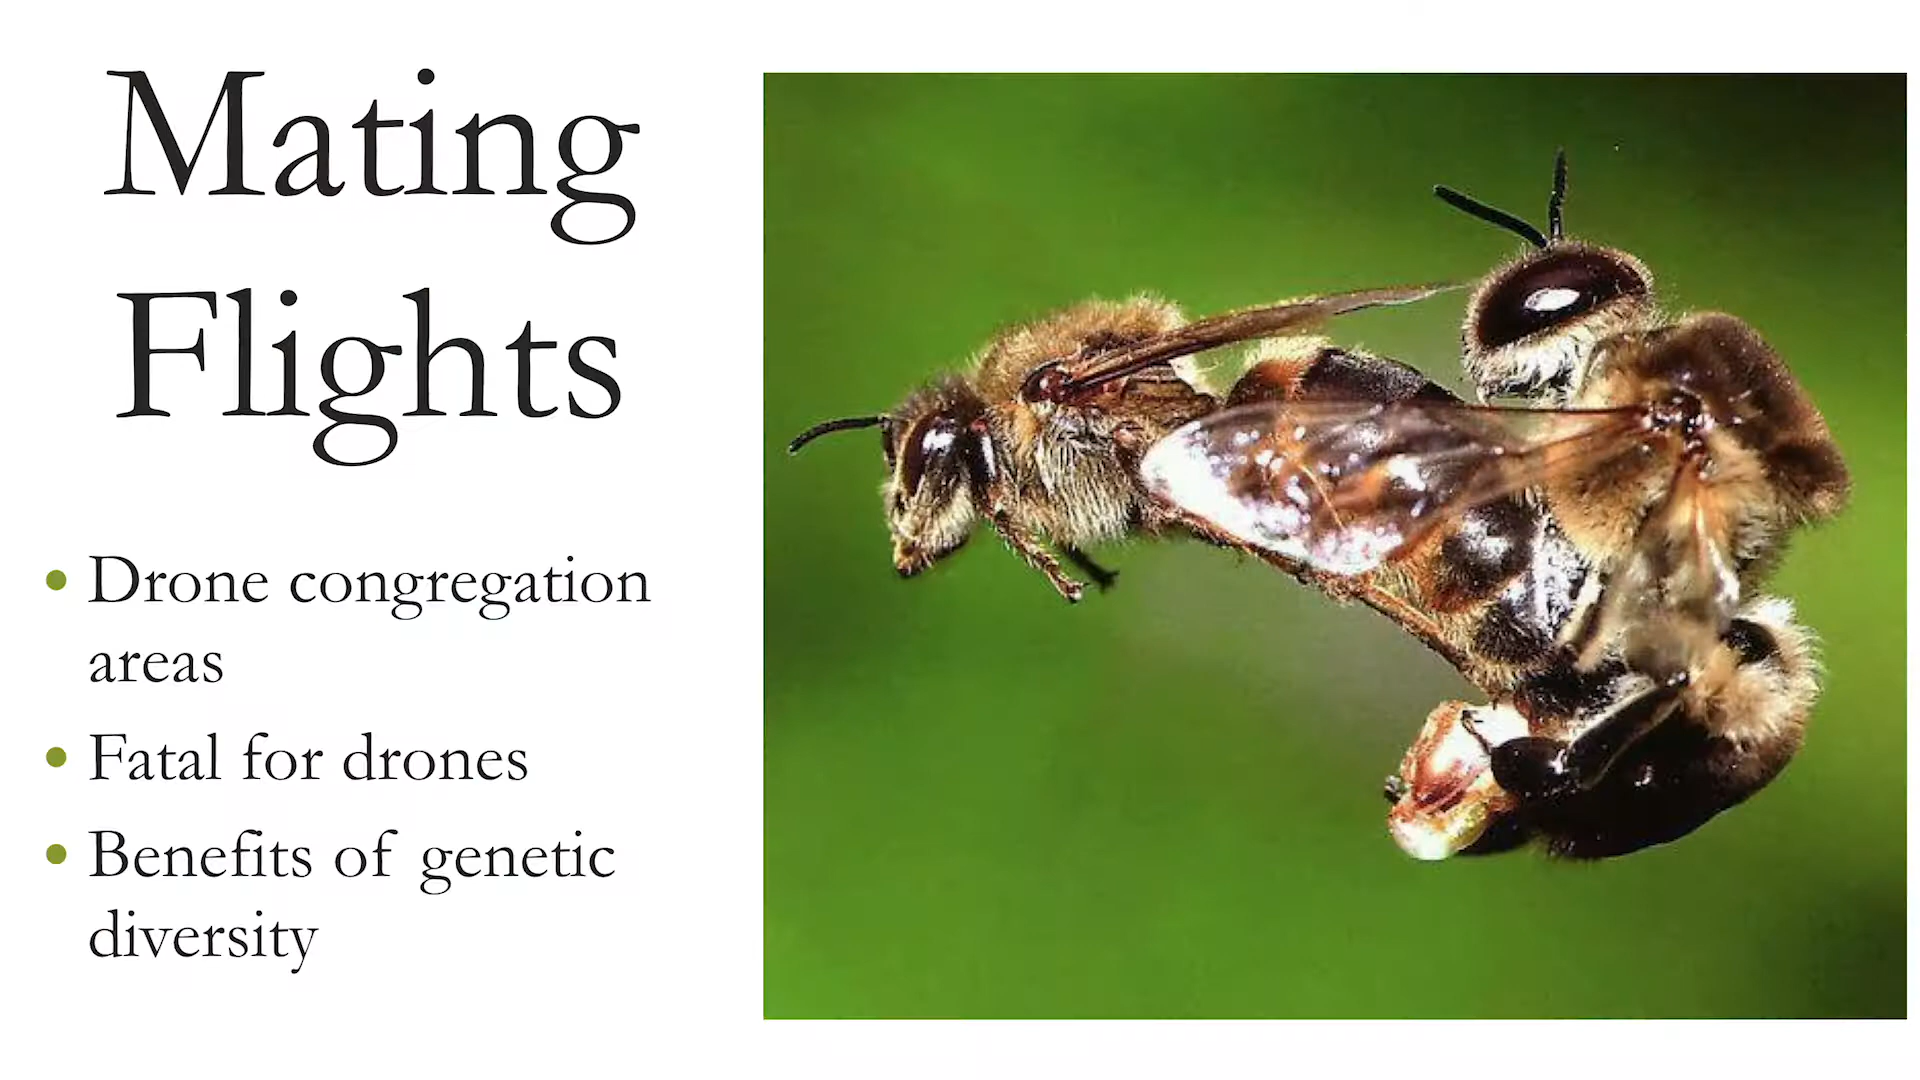 Mating
Flights
• Drone congregation
areas
• Fatal for drones
• Benefits of genetic
diversity